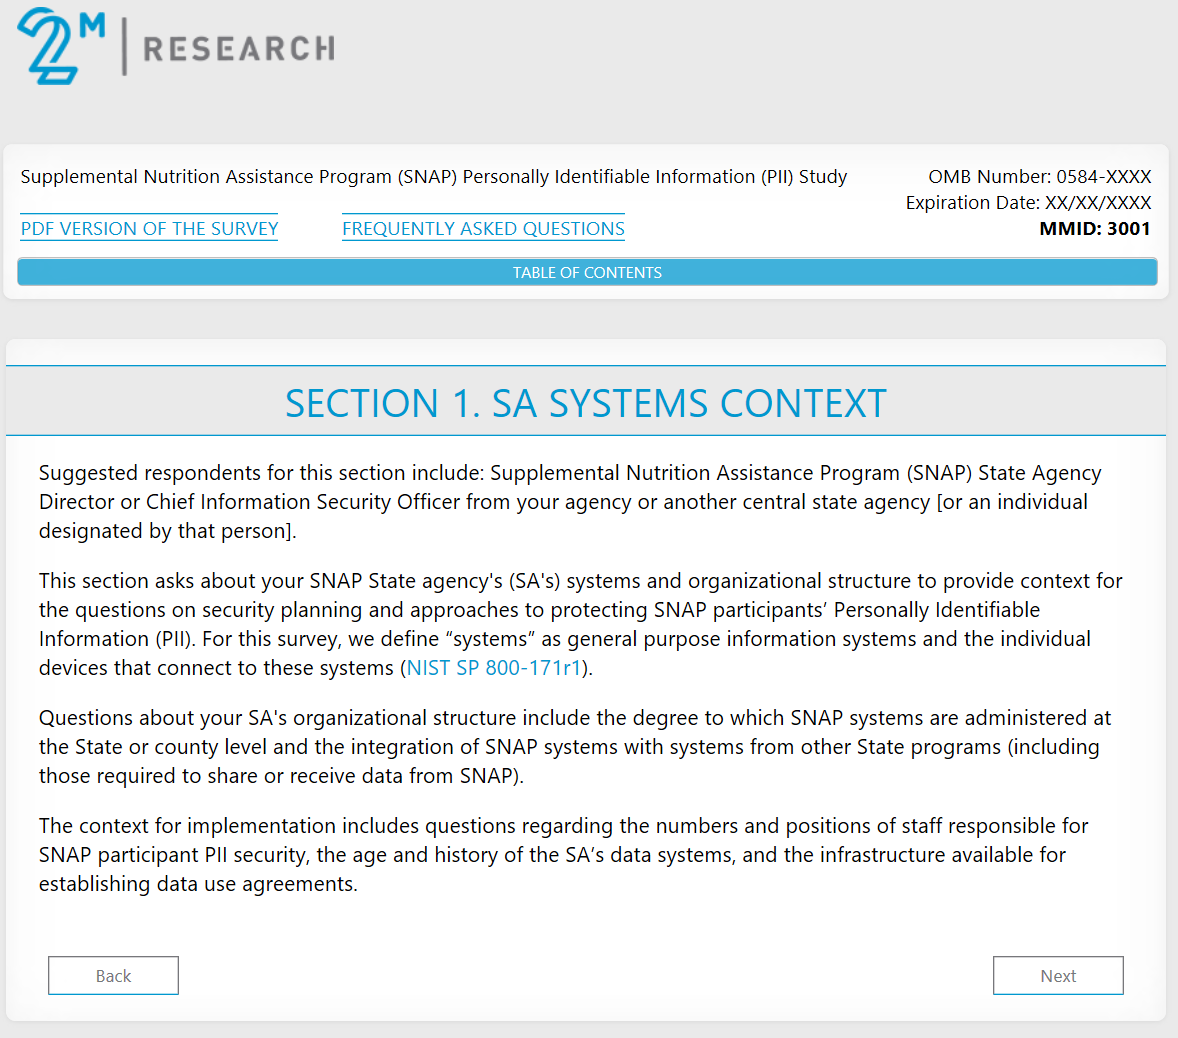 2M RESEARCH
Supplemental Nutrition Assistance Program (SNAP) Personally Identifiable Information (PII) Study
OMB Number: 0584-XXXX
Expiration Date: XX/XX/XXXX
PDF VERSION OF THE SURVEY
FREQUENTLY ASKED QUESTIONS
MMID: 3001
TABLE OF CONTENTS
SECTION 1. SA SYSTEMS CONTEXT
Suggested respondents for this section include: Supplemental Nutrition Assistance Program (SNAP) State Agency
Director or Chief Information Security Officer from your agency or another central state agency [or an individual
designated by that person].
This section asks about your SNAP State agency's (SA's) systems and organizational structure to provide context for
the questions on security planning and approaches to protecting SNAP participants’ Personally Identifiable
Information (PII). For this survey, we define “systems” as general purpose information systems and the individual
devices that connect to these systems (NIST SP 800-171r1).
Questions about your SA's organizational structure include the degree to which SNAP systems are administered at
the State or county level and the integration of SNAP systems with systems from other State programs (including
those required to share or receive data from SNAP).
The context for implementation includes questions regarding the numbers and positions of staff responsible for
SNAP participant PII security, the age and history of the SA’s data systems, and the infrastructure available for
establishing data use agreements.
Back
Next